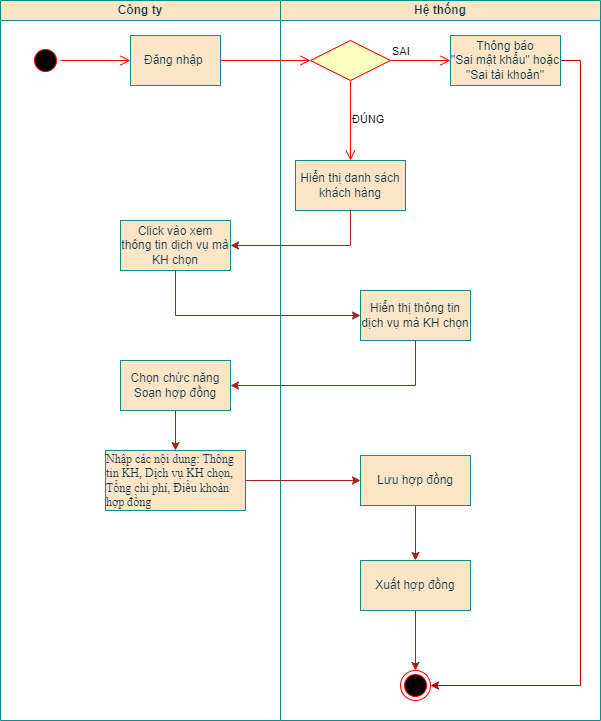 Công ty
Hệ thống
Đăng nhập
SAI
Thông báo
"Sai mật khẩu" hoặc
"Sai tài khoản"
ĐÚNG
Hiển thị danh sách
khách hàng
Click vào xem
thông tin dịch vụ mà
KH chọn
Hiển thị thông tin
dịch vụ mà KH chọn
Chọn chức năng
Soạn hợp đồng
Nhập các nội dung: Thông
tin KH, Dịch vụ KH chọn,
Tổng chi phí, Điều khoản
hợp đồng
Lưu hợp đồng
Xuất hợp đồng